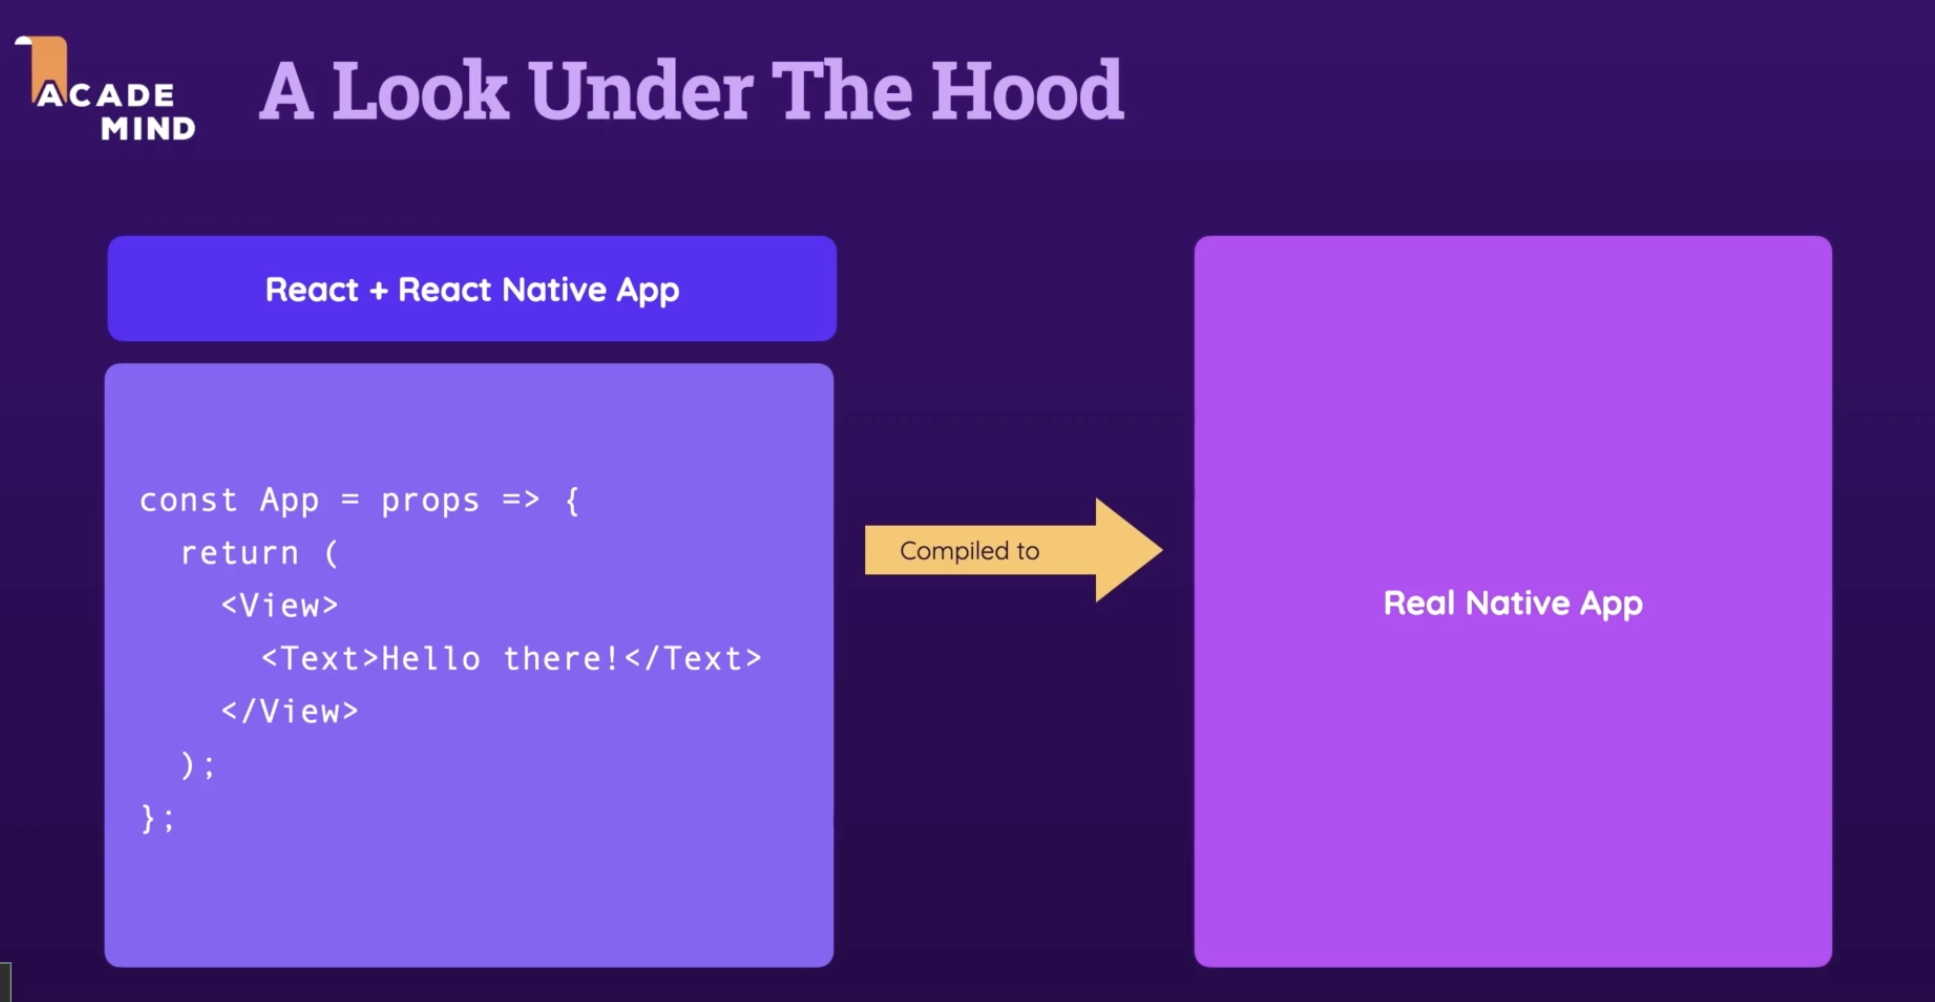 ACADE
MIND
A Look Under The Hood
React + React Native App
const App = props => {
  return (
    <View>
      <Text>Hello there!</Text>
    </View>
  );
};
Compiled to
Real Native App